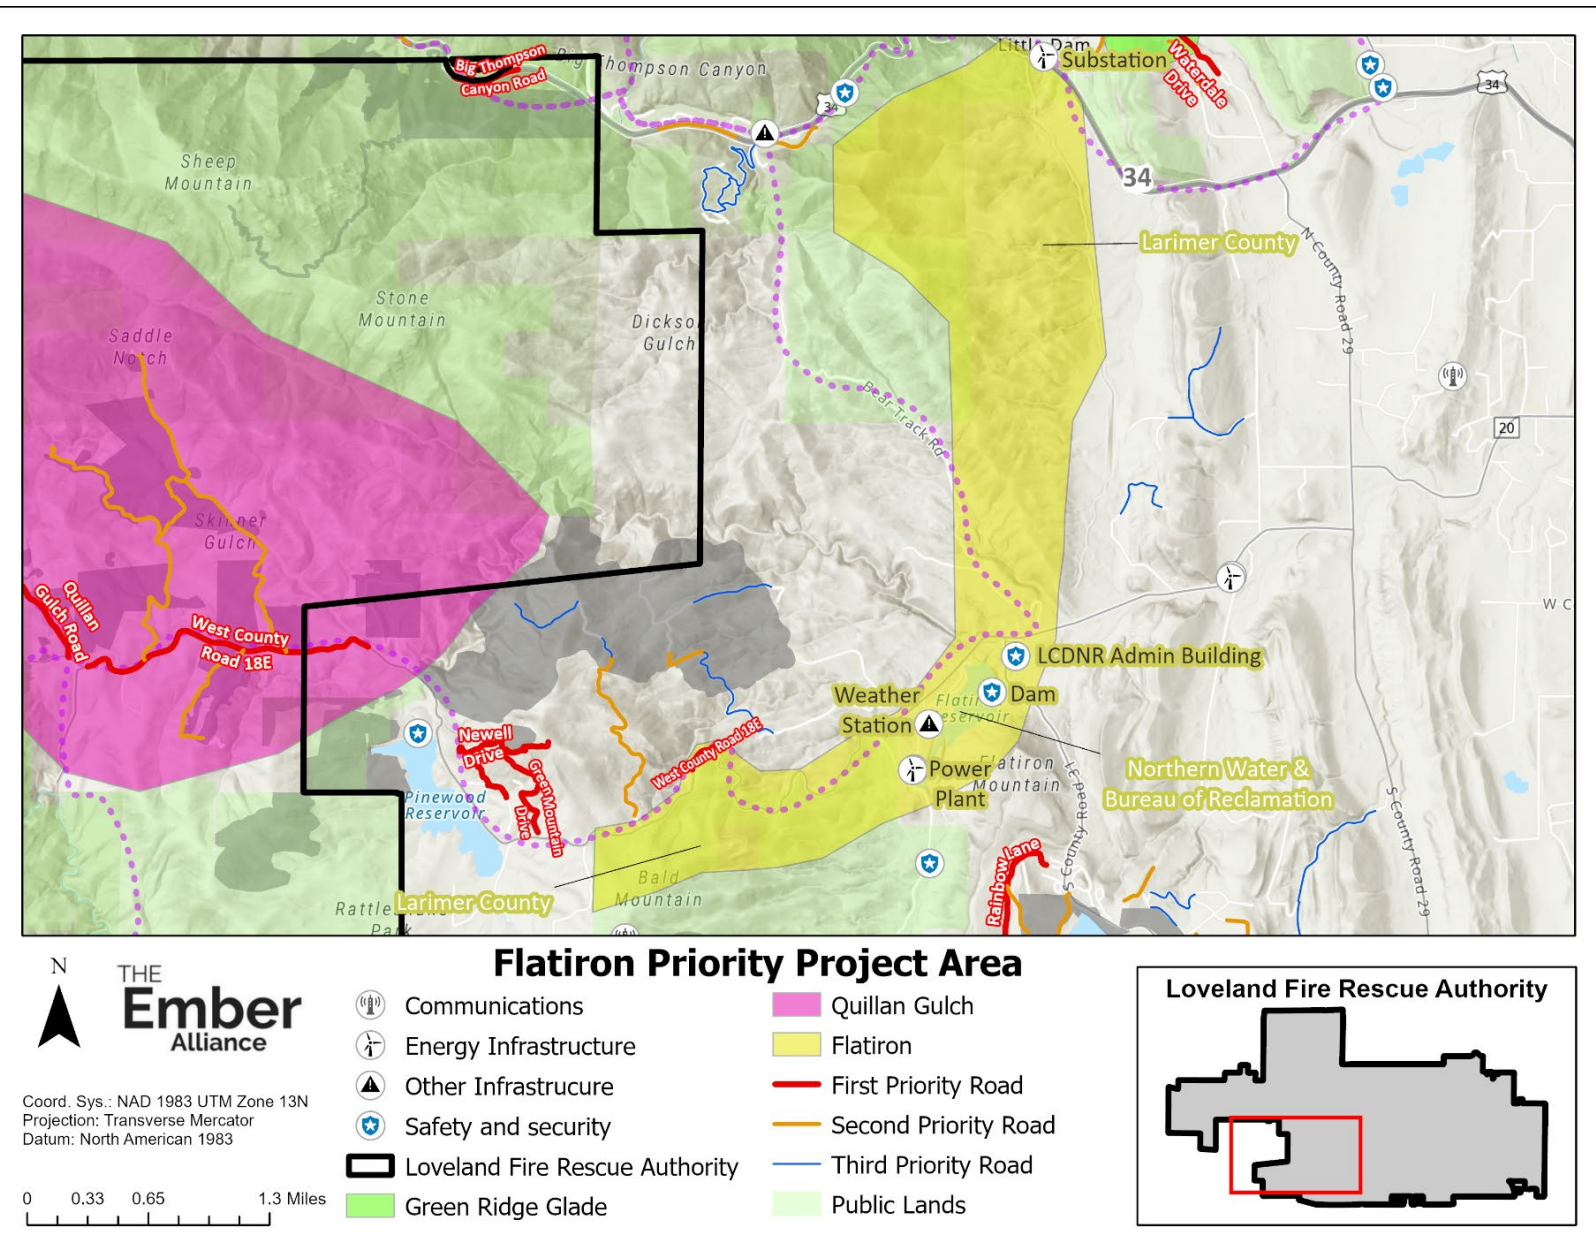 Big Thompson
Canyon Road
Big Thompson Canyon
34
Little Dam
Substation
Waterdale
Drive
34
34
Sheep
Mountain
Larimer County
N County Road 29
Stone
Mountain
Dickson
Gulch
Saddle
Notch
Bear Track Rd
20
Skinner
Gulch
Quillan
Gulch Road
West County
Road 18E
W C
LCDNR Admin Building
Weather
Station
Flatiron
Reservoir
Dam
Newell
Drive
Green Mountain
Drive
West County Road 18E
Power
Plant
Flatiron
Mountain
Northern Water &
Bureau of Reclamation
Pinewood
Reservoir
S County Road 31
S County Road 29
Rainbow Lane
Larimer County
Bald
Mountain
Park
Flatiron Priority Project Area
N
THE
Ember
Alliance
Coord. Sys.: NAD 1983 UTM Zone 13N
Projection: Transverse Mercator
Datum: North American 1983
0 0.33 0.65 1.3 Miles
Communications
Energy Infrastructure
Other Infrastrucure
Safety and security
Loveland Fire Rescue Authority
Green Ridge Glade
Quillan Gulch
Flatiron
First Priority Road
Second Priority Road
Third Priority Road
Public Lands
Loveland Fire Rescue Authority